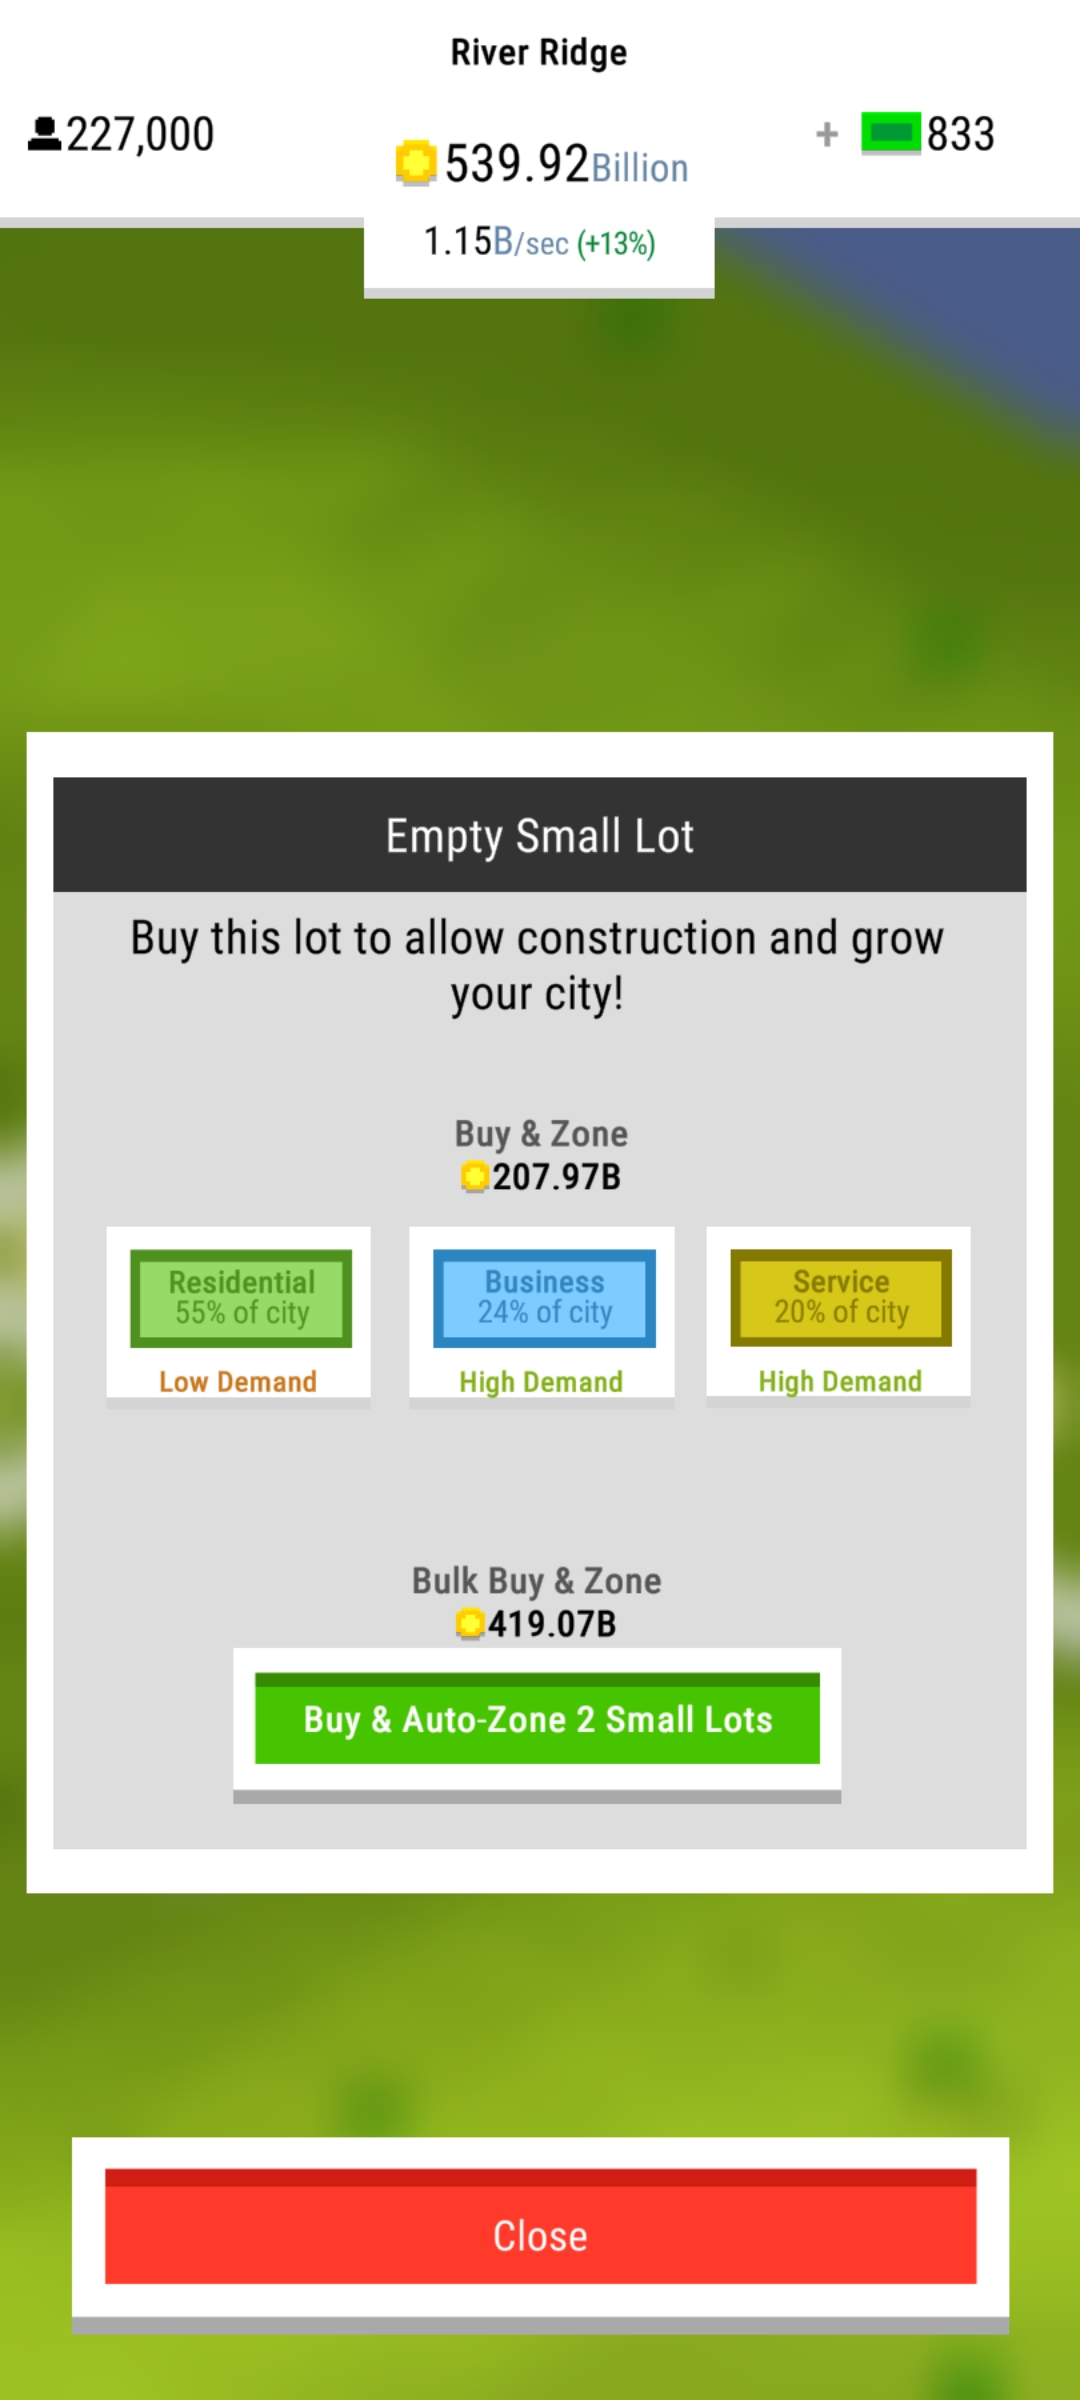 River Ridge
227,000
539.92Billion
+ 833
1.15B/sec (+13%)
Empty Small Lot
Buy this lot to allow construction and grow
your city!
Buy & Zone
207.97B
Residential
55% of city
Low Demand
Business
24% of city
High Demand
Service
20% of city
High Demand
Bulk Buy & Zone
419.07B
Buy & Auto-Zone 2 Small Lots
Close